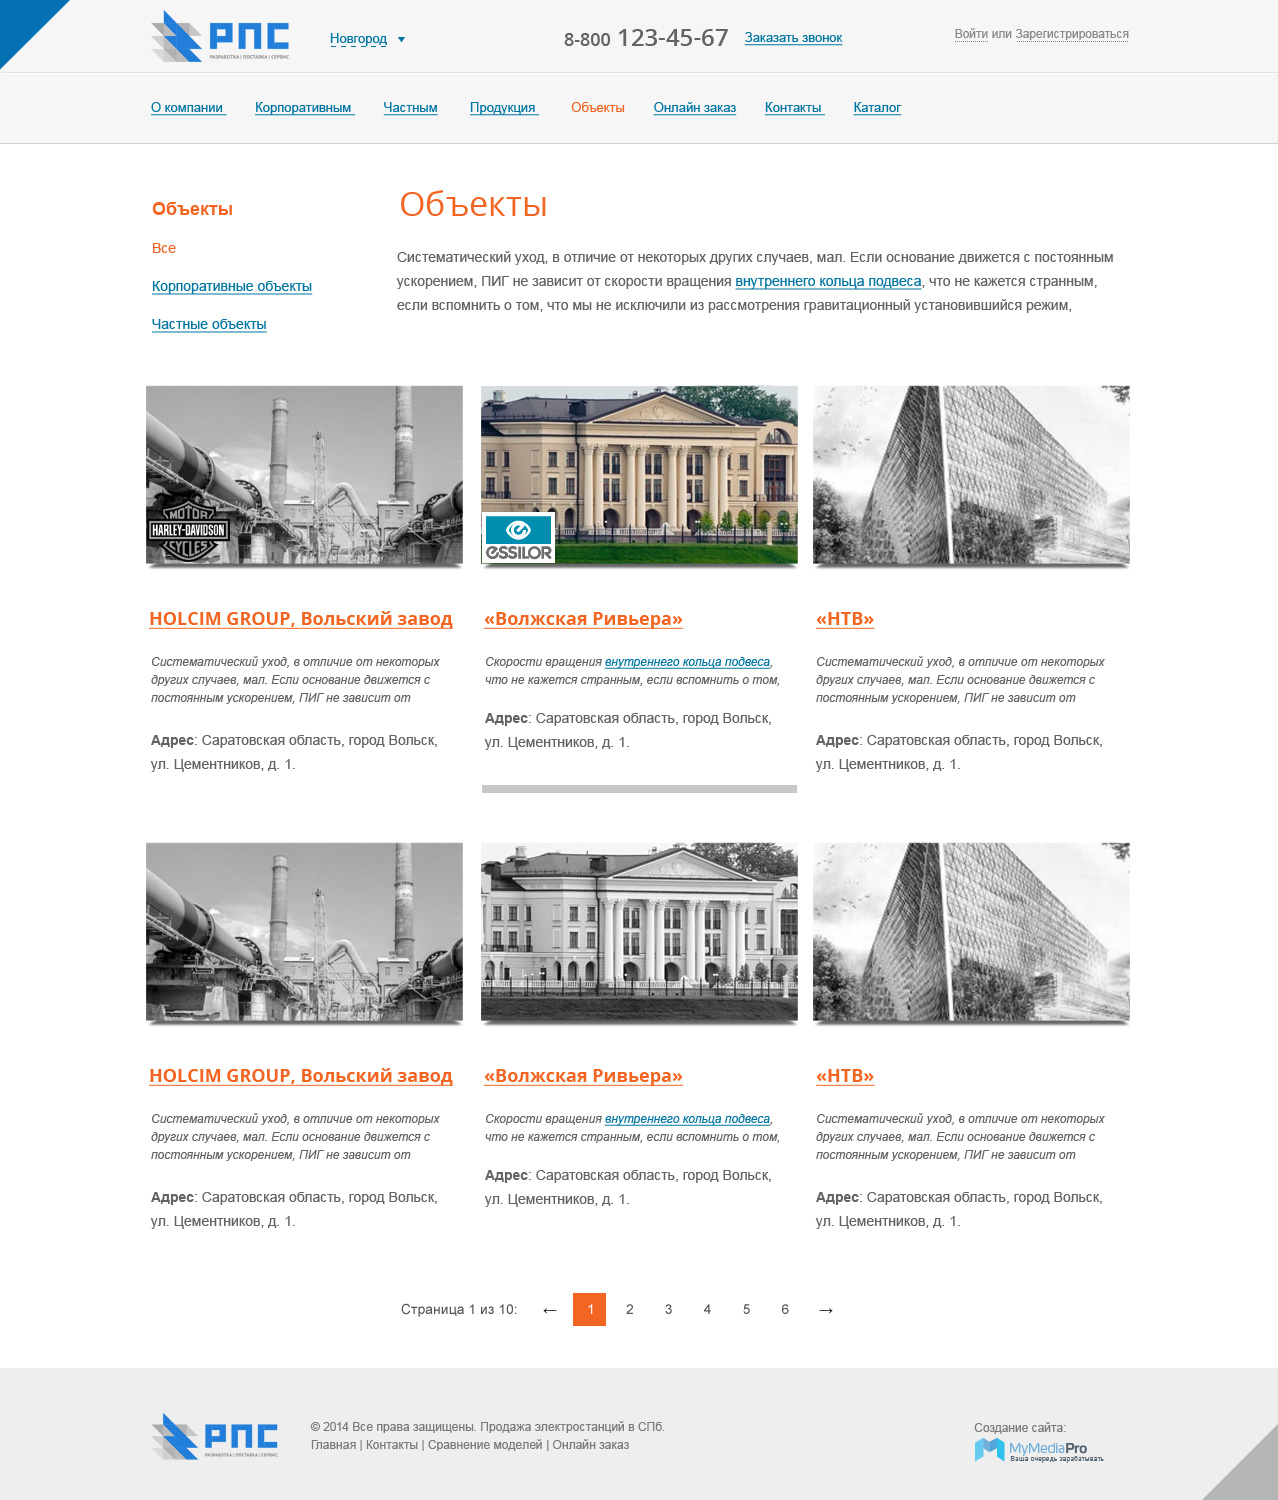 РПС
РАЗРАБОТКА | ПОСТАВКА | СЕРВИС
Новгород
8-800 123-45-67
Заказать звонок
Войти или Зарегистрироваться
О компании
Корпоративным
Частным
Продукция
Объекты
Онлайн заказ
Контакты
Каталог
Объекты
Все
Корпоративные объекты
Частные объекты
Объекты
Систематический уход, в отличие от некоторых других случаев, мал. Если основание движется с постоянным
ускорением, ПИГ не зависит от скорости вращения внутреннего кольца подвеса, что не кажется странным,
если вспомнить о том, что мы не исключили из рассмотрения гравитационный установившийся режим,
MOTOR
HARLEY-DAVIDSON
CYCLES
essilor
HOLCIM GROUP, Вольский завод
Систематический уход, в отличие от некоторых
других случаев, мал. Если основание движется с
постоянным ускорением, ПИГ не зависит от
Адрес: Саратовская область, город Вольск,
ул. Цементников, д. 1.
«Волжская Ривьера»
Скорости вращения внутреннего кольца подвеса,
что не кажется странным, если вспомнить о том,
Адрес: Саратовская область, город Вольск,
ул. Цементников, д. 1.
«НТВ»
Систематический уход, в отличие от некоторых
других случаев, мал. Если основание движется с
постоянным ускорением, ПИГ не зависит от
Адрес: Саратовская область, город Вольск,
ул. Цементников, д. 1.
HOLCIM GROUP, Вольский завод
Систематический уход, в отличие от некоторых
других случаев, мал. Если основание движется с
постоянным ускорением, ПИГ не зависит от
Адрес: Саратовская область, город Вольск,
ул. Цементников, д. 1.
«Волжская Ривьера»
Скорости вращения внутреннего кольца подвеса,
что не кажется странным, если вспомнить о том,
Адрес: Саратовская область, город Вольск,
ул. Цементников, д. 1.
«НТВ»
Систематический уход, в отличие от некоторых
других случаев, мал. Если основание движется с
постоянным ускорением, ПИГ не зависит от
Адрес: Саратовская область, город Вольск,
ул. Цементников, д. 1.
Страница 1 из 10: ← 1 2 3 4 5 6 →
РПС
РАЗРАБОТКА | ПОСТАВКА | СЕРВИС
© 2014 Все права защищены. Продажа электростанций в СПб.
Главная | Контакты | Сравнение моделей | Онлайн заказ
Создание сайта:
MyMediaPro
Ваша очередь зарабатывать